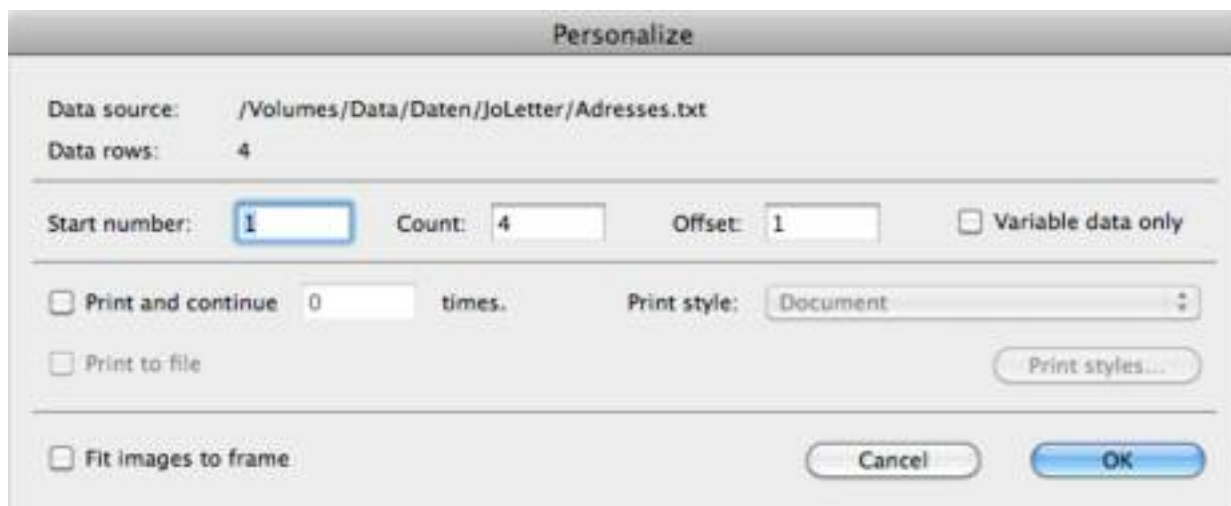 Personalize
Data source: /Volumes/Data/Daten/JoLetter/Adresses.txt
Data rows: 4
Start number: 1 Count: 4 Offset: 1 Variable data only
Print and continue 0 times. Print style: Document
Print to file Print styles...
Fit images to frame Cancel OK